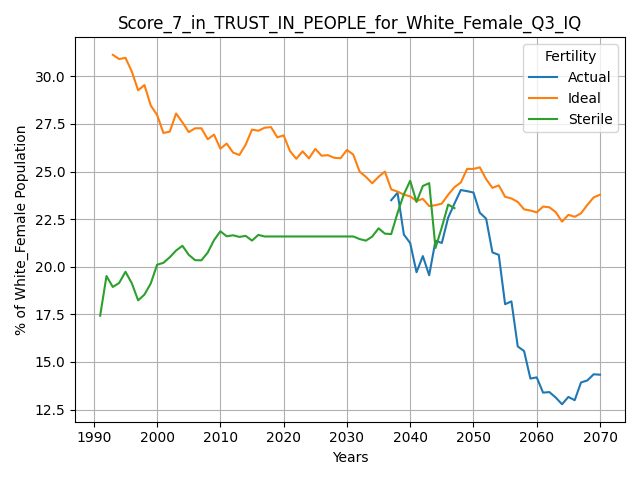 Score_7_in_TRUST_IN_PEOPLE_for_White_Female_Q3_IQ
% of White_Female Population
30.0
27.5
25.0
22.5
20.0
17.5
15.0
12.5
Fertility
Actual
Ideal
Sterile
1990 2000 2010 2020 2030 2040 2050 2060 2070
Years